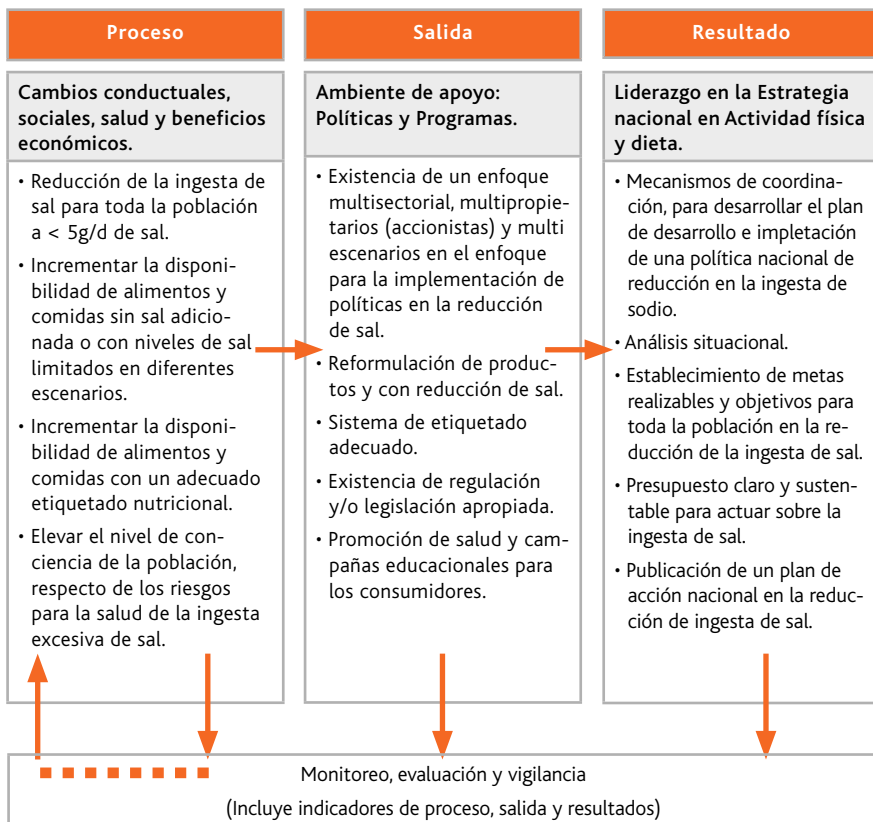 Proceso
Cambios conductuales,
sociales, salud y beneficios
económicos.
• Reducción de la ingesta de
sal para toda la población
a < 5g/d de sal.
• Incrementar la disponi-
bilidad de alimentos y
comidas sin sal adicio-
nada o con niveles de sal
limitados en diferentes
escenarios.
• Incrementar la disponi-
bilidad de alimentos y
comidas con un adecuado
etiquetado nutricional.
• Elevar el nivel de con-
ciencia de la población,
respecto de los riesgos
para la salud de la ingesta
excesiva de sal.
Salida
Ambiente de apoyo:
Políticas y Programas.
• Existencia de un enfoque
multisectorial, multipropie-
tarios (accionistas) y multi
escenarios en el enfoque
para la implementación de
políticas en la reducción
de sal.
• Reformulación de produc-
tos y con reducción de sal.
• Sistema de etiquetado
adecuado.
• Existencia de regulación
y/o legislación apropiada.
• Promoción de salud y cam-
pañas educacionales para
los consumidores.
Resultado
Liderazgo en la Estrategia
nacional en Actividad física
y dieta.
• Mecanismos de coordina-
ción, para desarrollar el plan
de desarrollo e impletación
de una política nacional de
reducción en la ingesta de
sodio.
• Análisis situacional.
• Establecimiento de metas
realizables y objetivos para
toda la población en la re-
ducción de la ingesta de sal.
• Presupuesto claro y susten-
table para actuar sobre la
ingesta de sal.
• Publicación de un plan de
acción nacional en la reduc-
ción de ingesta de sal.
Monitoreo, evaluación y vigilancia
(Incluye indicadores de proceso, salida y resultados)